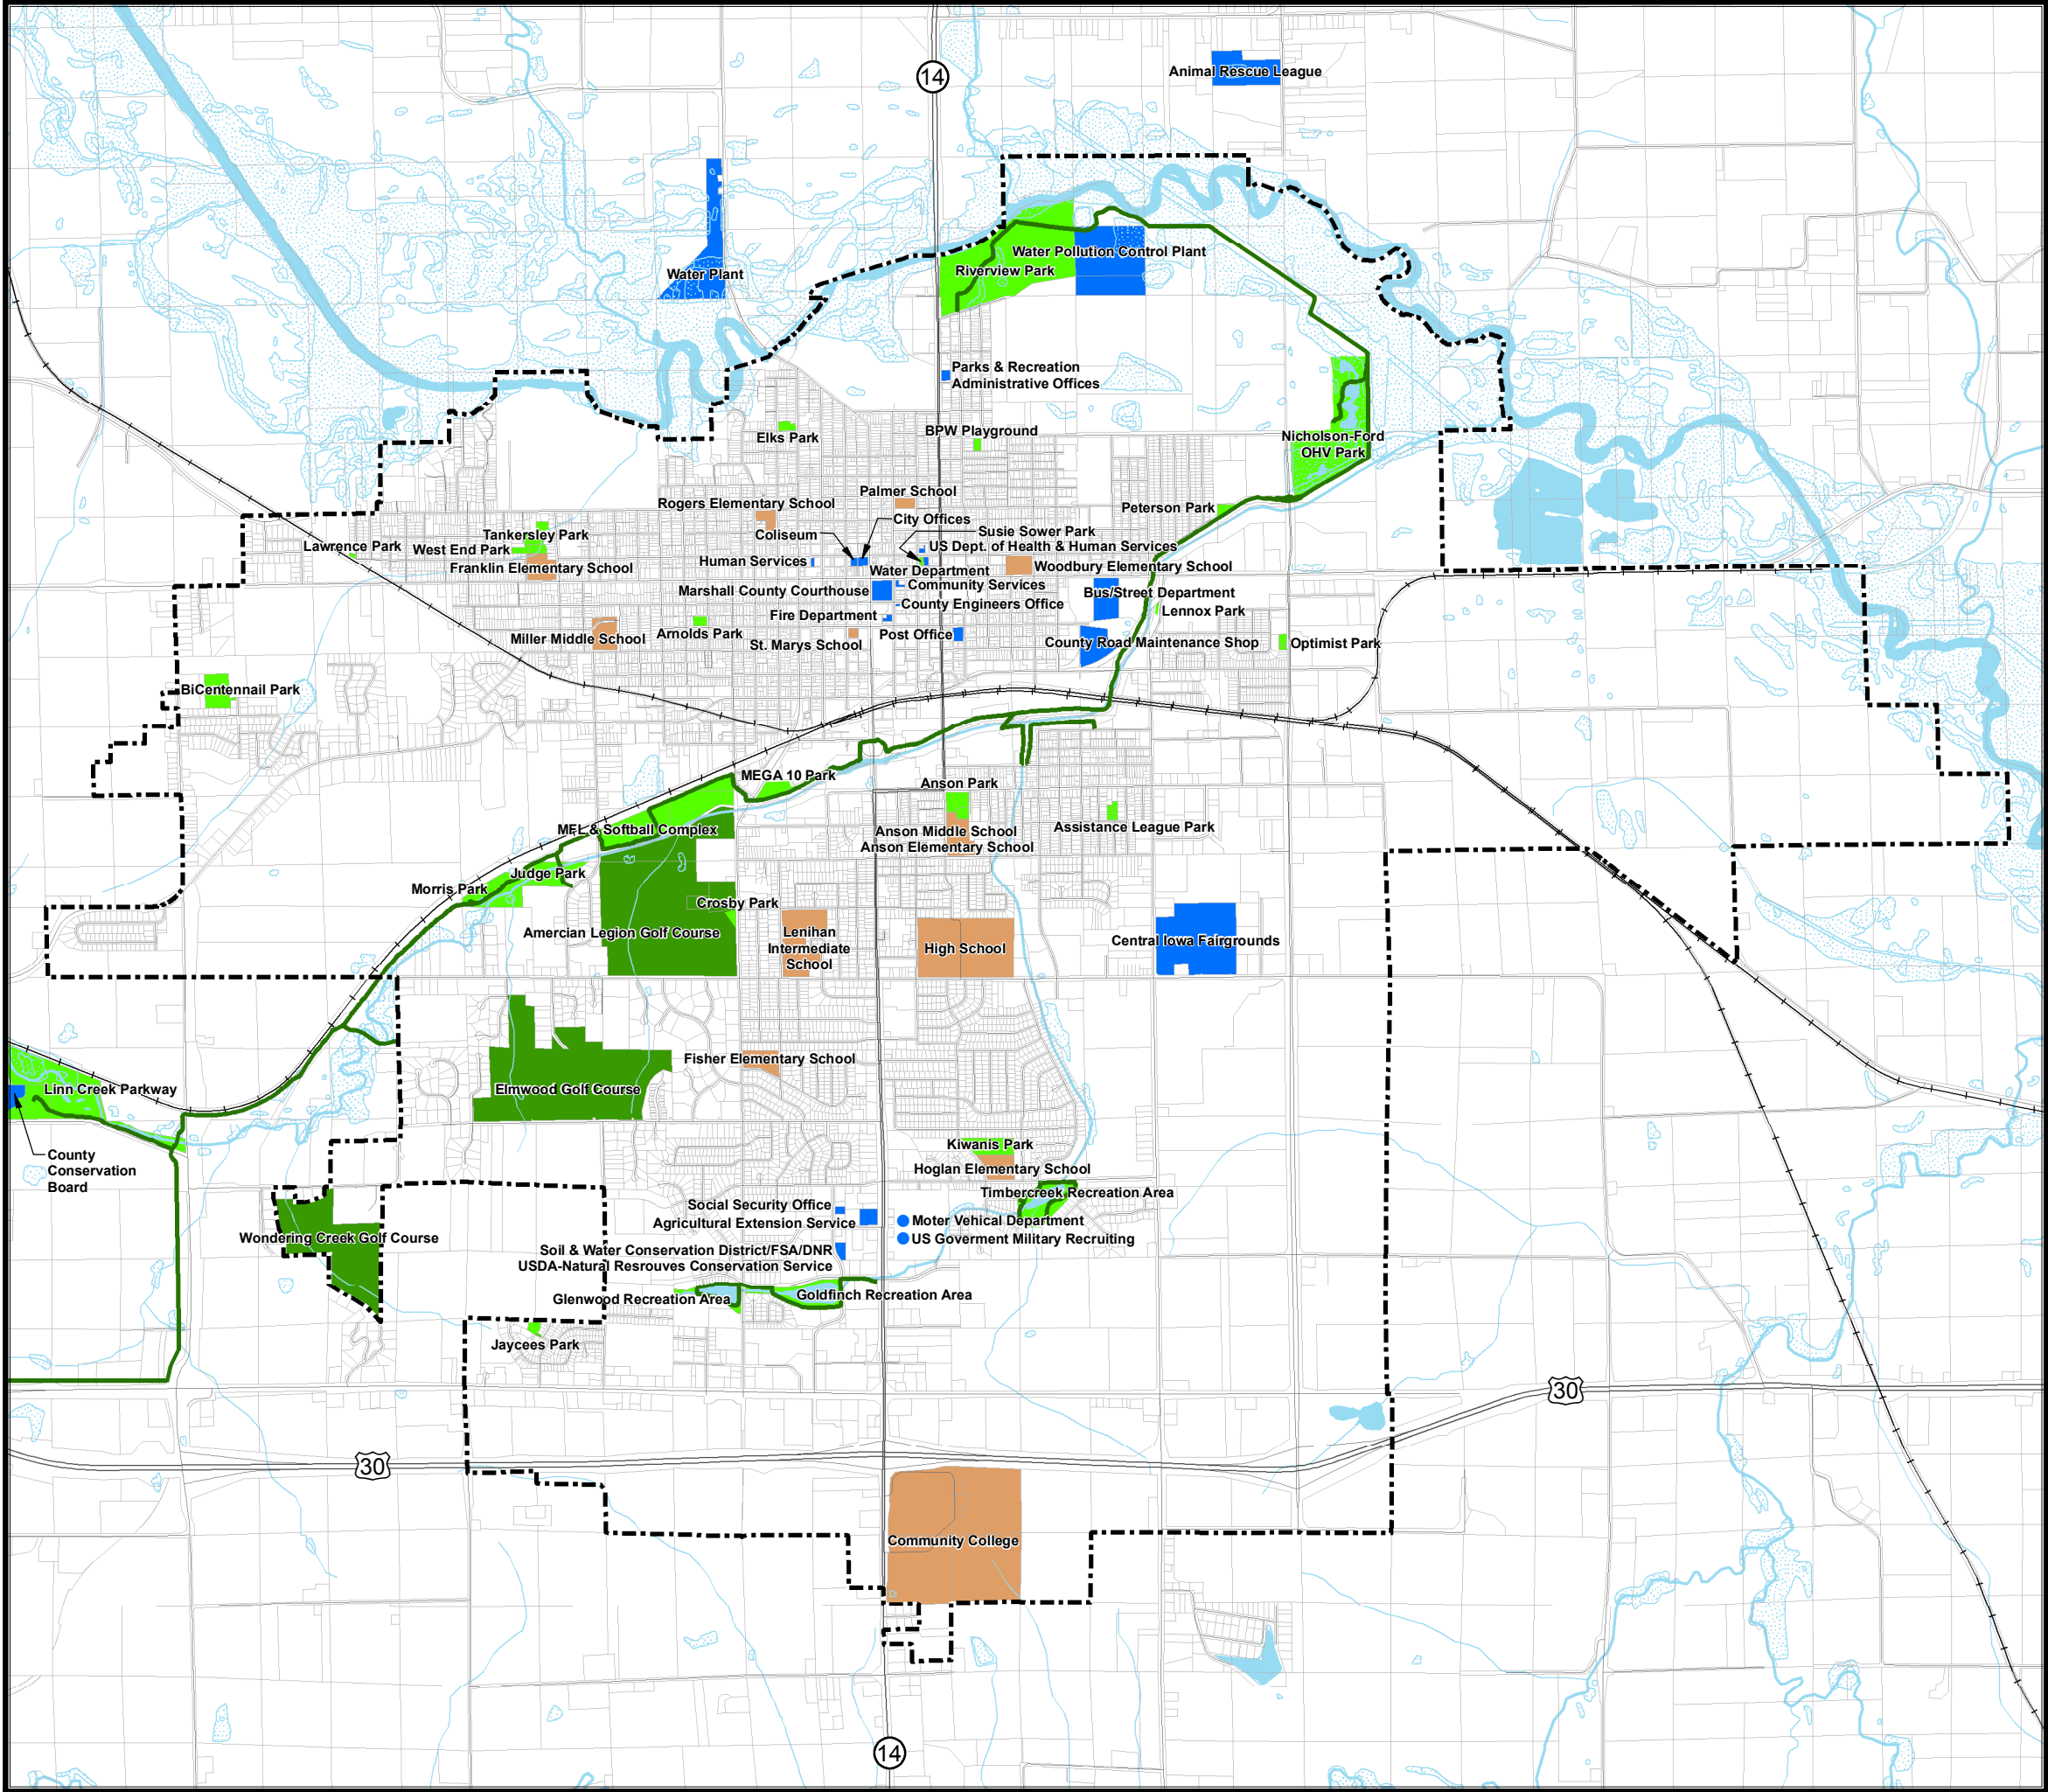 14
Animal Rescue League
Water Pollution Control Plant
Riverview Park
Water Plant
Parks & Recreation
Administrative Offices
Elks Park
BPW Playground
Nicholson-Ford
OHV Park
Palmer School
Rogers Elementary School
Peterson Park
City Offices
Tankersley Park
Coliseum
Susie Sower Park
Lawrence Park
West End Park
US Dept. of Health & Human Services
Human Services
Franklin Elementary School
Water Department
Woodbury Elementary School
Marshall County Courthouse
Community Services
Bus/Street Department
County Engineers Office
Lennox Park
Fire Department
Miller Middle School
Arnolds Park
St. Marys School
Post Office
County Road Maintenance Shop
Optimist Park
BiCentennail Park
MEGA 10 Park
Anson Park
MFL & Softball Complex
Anson Middle School
Assistance League Park
Anson Elementary School
Judge Park
Morris Park
Crosby Park
Amercian Legion Golf Course
Lenihan
Intermediate
School
High School
Central Iowa Fairgrounds
Fisher Elementary School
Linn Creek Parkway
Elmwood Golf Course
County
Conservation
Board
Kiwanis Park
Hoglan Elementary School
Timbercreek Recreation Area
Social Security Office
Agricultural Extension Service
Moter Vehical Department
Wondering Creek Golf Course
US Goverment Military Recruiting
Soil & Water Conservation District/FSA/DNR
USDA-Natural Resrouves Conservation Service
Glenwood Recreation Area
Goldfinch Recreation Area
Jaycees Park
30
30
Community College
14